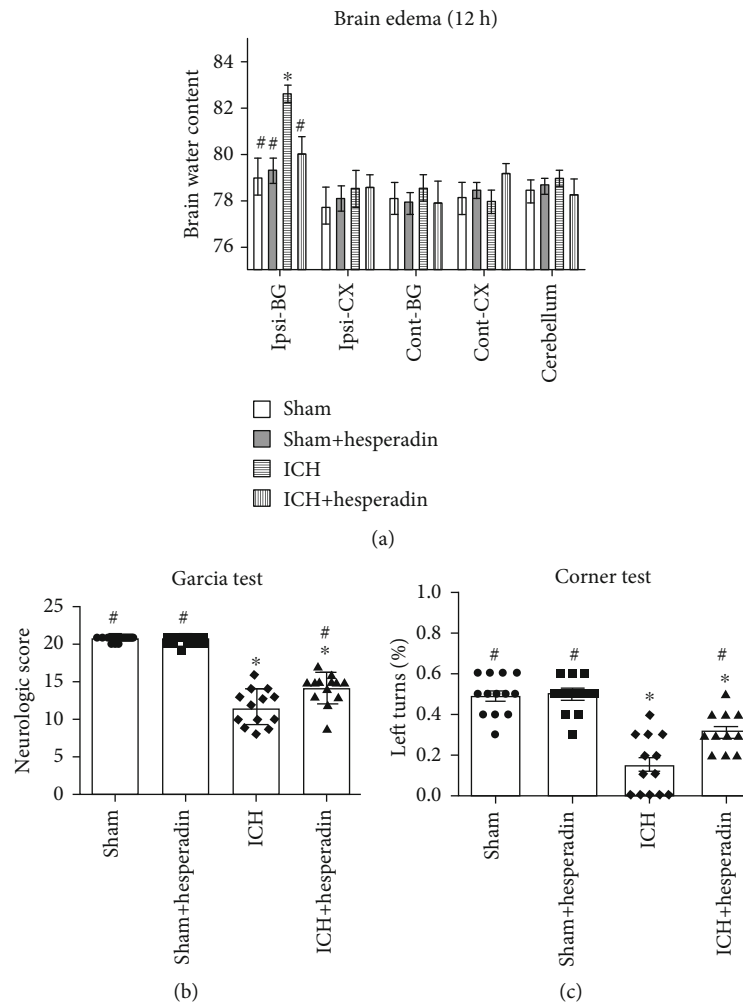 Brain edema (12 h)
Brain water content
84
82
80
78
76
*
# #
#
Ipsi-BG
Ipsi-CX
Cont-BG
Cont-CX
Cerebellum
Sham
Sham+hesperadin
ICH
ICH+hesperadin
(a)
Garcia test
Neurologic score
25
20
15
10
5
0
# # * # *
Sham
Sham+hesperadin
ICH
ICH+hesperadin
(b)
Corner test
Left turns (%)
1.0
0.8
0.6
0.4
0.2
0.0
# # * # *
Sham
Sham+hesperadin
ICH
ICH+hesperadin
(c)